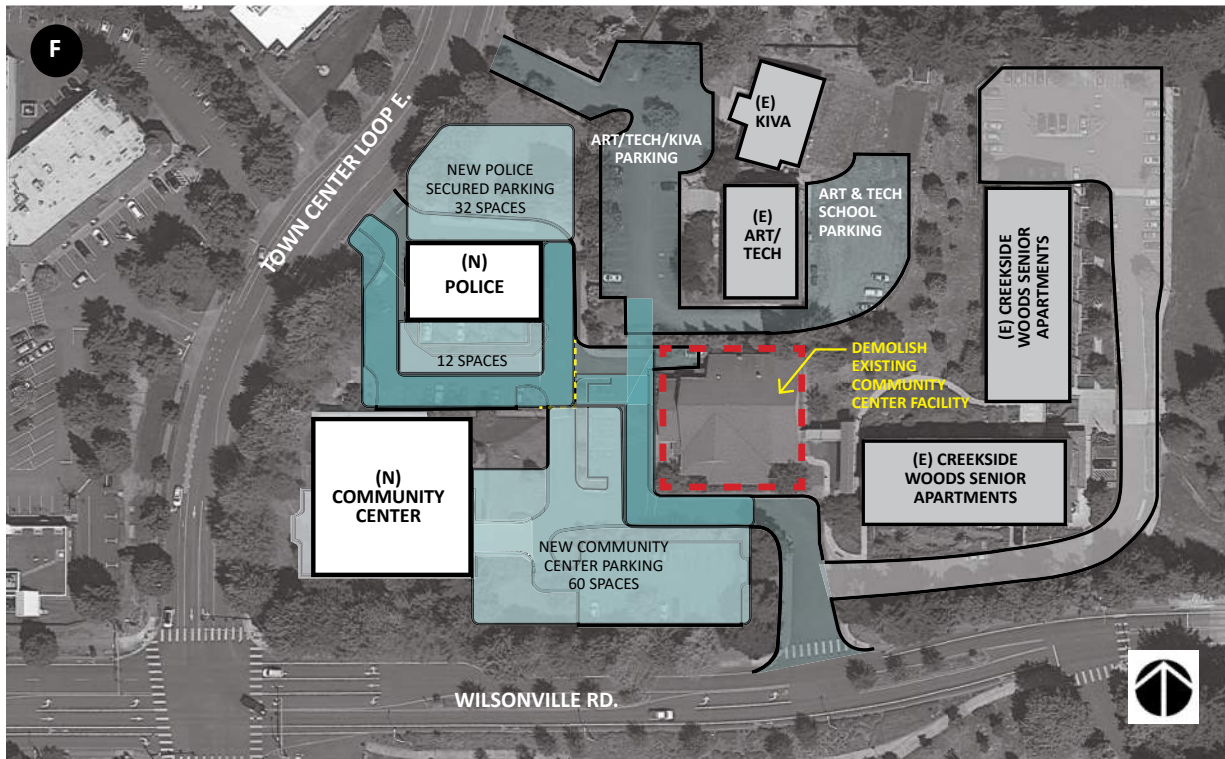 F
TOWN CENTER LOOP E.
NEW POLICE
SECURED PARKING
32 SPACES
(N)
POLICE
12 SPACES
ART/TECH/KIVA
PARKING
(E)
KIVA
(E)
ART/
TECH
ART & TECH
SCHOOL
PARKING
(E) CREEKSIDE
WOODS SENIOR
APARTMENTS
DEMOLISH
EXISTING
COMMUNITY
CENTER FACILITY
(N)
COMMUNITY
CENTER
(E) CREEKSIDE
WOODS SENIOR
APARTMENTS
NEW COMMUNITY
CENTER PARKING
60 SPACES
WILSONVILLE RD.